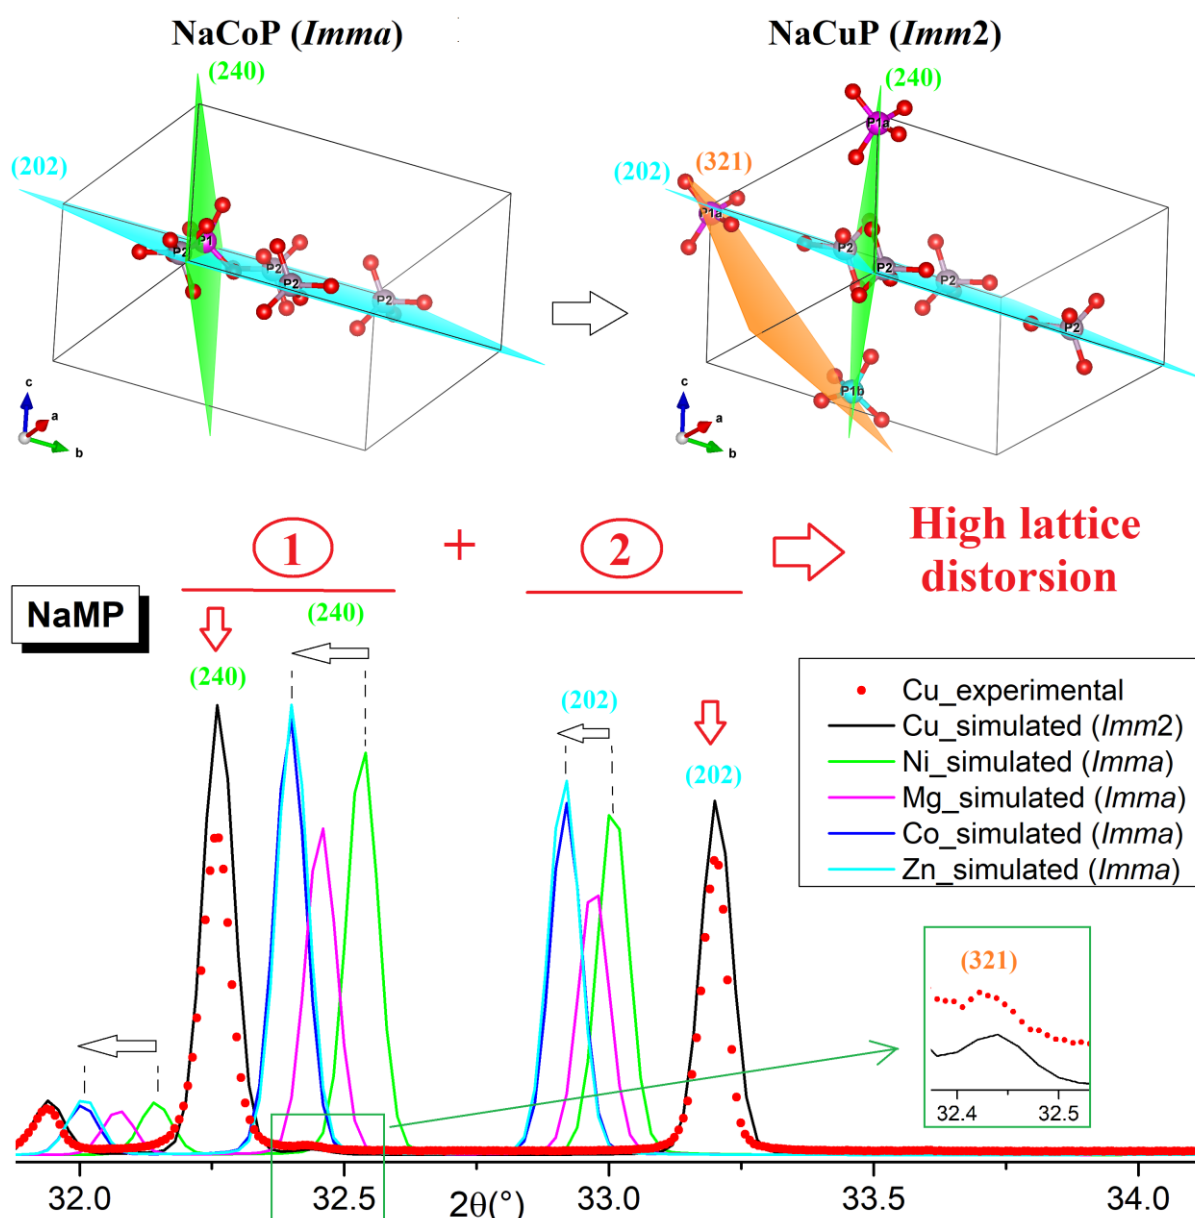 NaCoP (Imma)
NaCuP (Imm2)
(240)
(202)
P1
P2
P2
P2
P2
c
a
b
(240)
(321)
(202)
P1a
P1a
P2
P2
P2
P2
P1b
c
a
b
1 + 2
High lattice
distorsion
NaMP
(240)
(240)
(202)
(202)
Cu_experimental
Cu_simulated (Imm2)
Ni_simulated (Imma)
Mg_simulated (Imma)
Co_simulated (Imma)
Zn_simulated (Imma)
(321)
32.4 32.5
32.0 32.5 33.0 33.5 34.0
2θ(°)